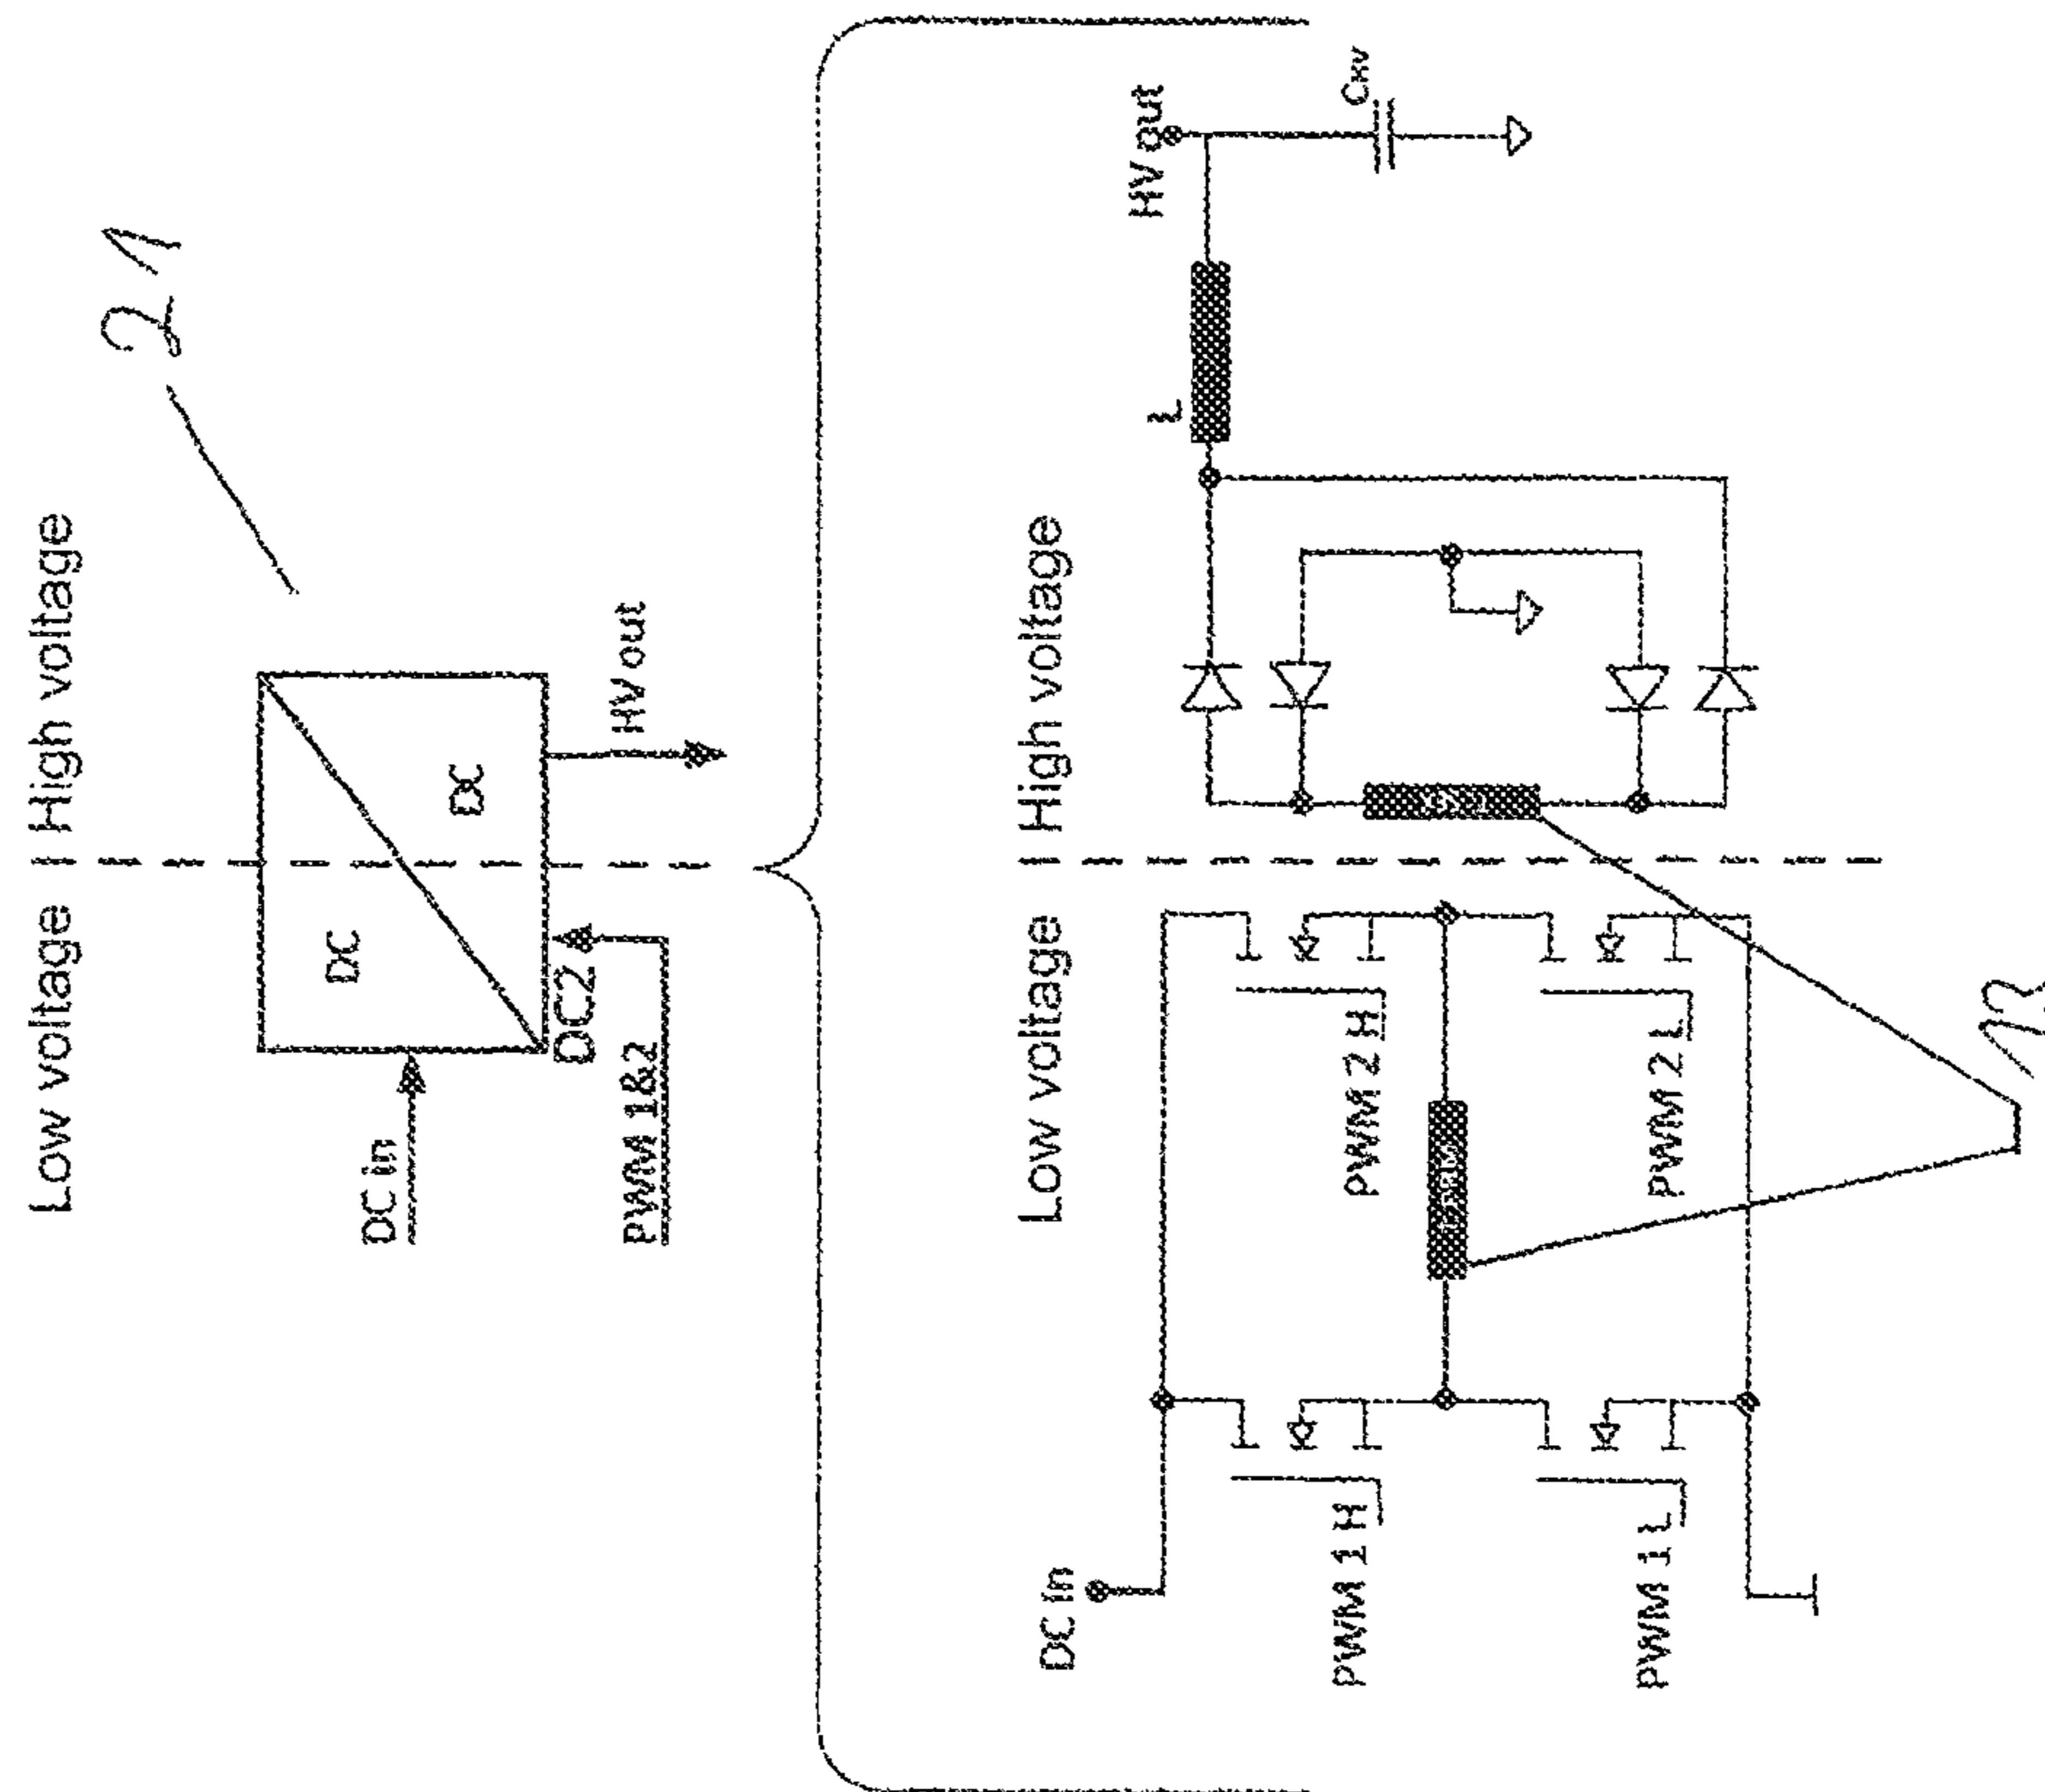 Low voltage | High voltage
21
DC in
DC
DC
DC2
PWM 1&2
HV out
Low voltage | High voltage
DC in
HV out
L
CHV
PWM 1 H
PWM 2 H
PWM 1 L
PWM 2 L